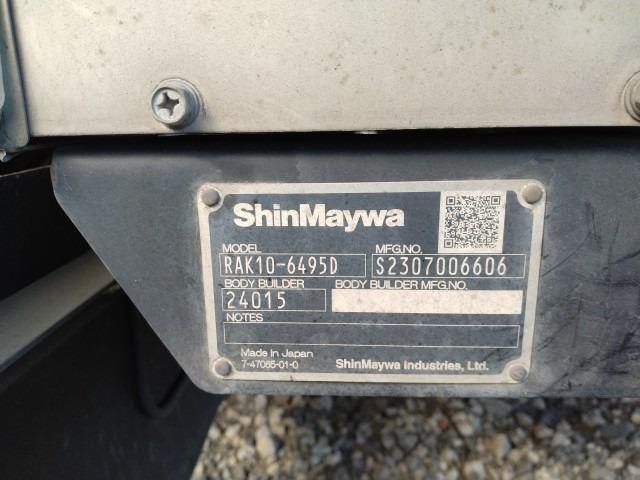 ShinMaywa
MODEL MFG.NO.
RAK10-6495D S2307006606
BODY BUILDER BODY BUILDER MFG.NO.
24015
NOTES
Made in Japan
7-47065-01-0 ShinMaywa Industries, Ltd.